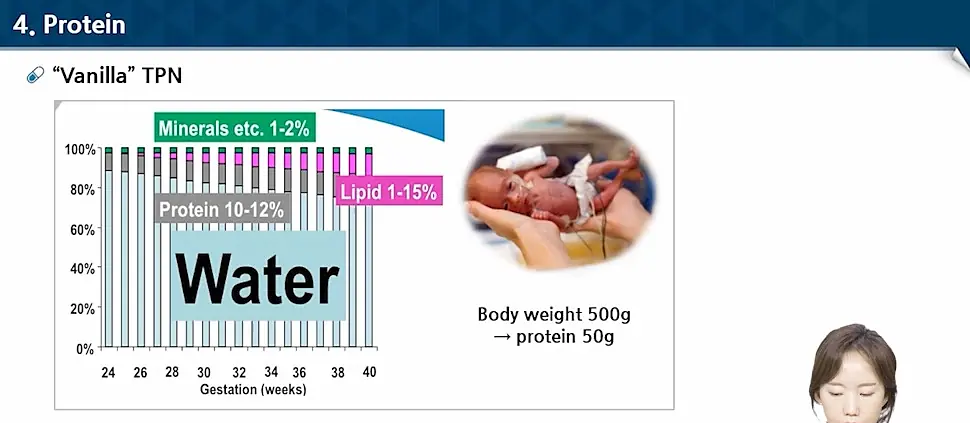 4. Protein
“Vanilla” TPN
Minerals etc. 1-2%
100%
80%
60%
40%
20%
0%
Lipid 1-15%
Protein 10-12%
Water
24 26 28 30 32 34 36 38 40
Gestation (weeks)
Body weight 500g
→ protein 50g